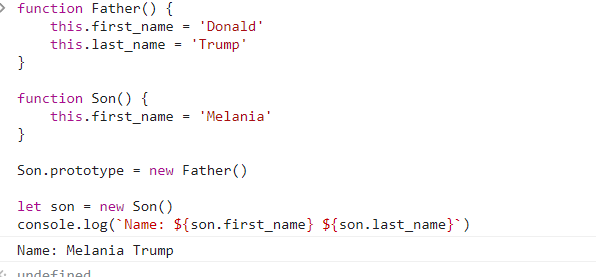 function Father() {
    this.first_name = 'Donald'
    this.last_name = 'Trump'
}

function Son() {
    this.first_name = 'Melania'
}

Son.prototype = new Father()

let son = new Son()
console.log(`Name: ${son.first_name} ${son.last_name}`)
Name: Melania Trump
undefined